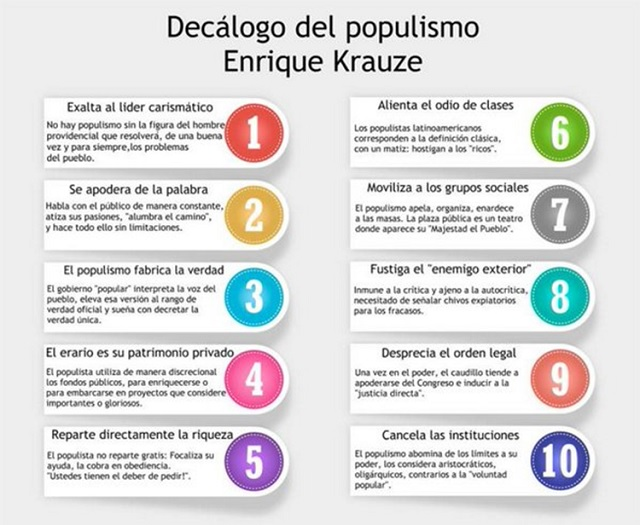 Decálogo del populismo
Enrique Krauze
Exalta al líder carismático
No hay populismo sin la figura del hombre
providencial que resolverá, de una buena
vez y para siempre,los problemas
del pueblo.
1
Se apodera de la palabra
Habla con el público de manera constante,
atiza sus pasiones, "alumbra el camino",
y hace todo ello sin limitaciones.
2
El populismo fabrica la verdad
El gobierno "popular" interpreta la voz del
pueblo, eleva esa versión al rango de
verdad oficial y sueña con decretar la
verdad única.
3
El erario es su patrimonio privado
El populista utiliza de manera discrecional
los fondos públicos, para enriquecerse o
para embarcarse en proyectos que considere
importantes o gloriosos.
4
Reparte directamente la riqueza
El populista no reparte gratis: Focaliza su
ayuda, la cobra en obediencia.
"Ustedes tienen el deber de pedir!".
5
Alienta el odio de clases
Los populistas latinoamericanos
corresponden a la definición clásica,
con un matiz: hostigan a los "ricos".
6
Moviliza a los grupos sociales
El populismo apela, organiza, enardece
a las masas. La plaza pública es un teatro
donde aparece su "Majestad el Pueblo".
7
Fustiga el "enemigo exterior"
Inmune a la crítica y ajeno a la autocrítica,
necesitado de señalar chivos expiatorios
para los fracasos.
8
Desprecia el orden legal
Una vez en el poder, el caudillo tiende a
apoderarse del Congreso e inducir a la
"justicia directa".
9
Cancela las instituciones
El populismo abomina de los límites a su
poder, los considera aristocráticos,
oligárquicos, contrarios a la "voluntad
popular".
10